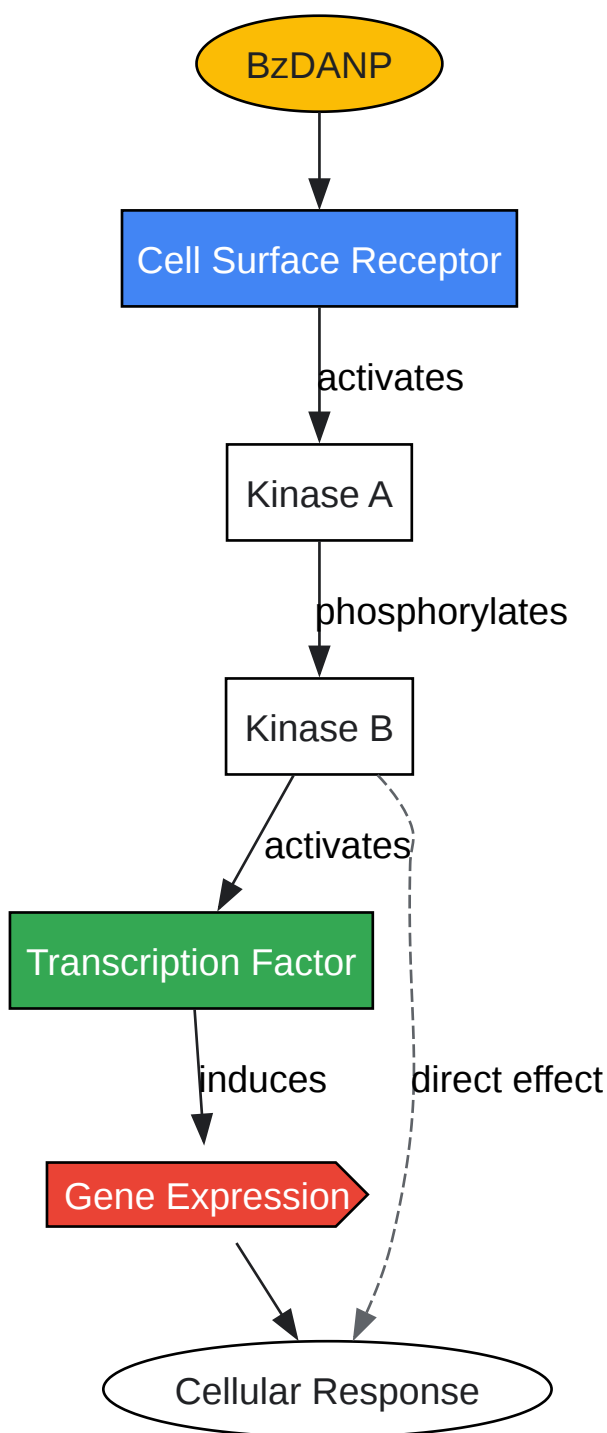 BzDANP
Cell Surface Receptor
activates
Kinase A
phosphorylates
Kinase B
activates
Transcription Factor
induces
direct effect
Gene Expression
Cellular Response